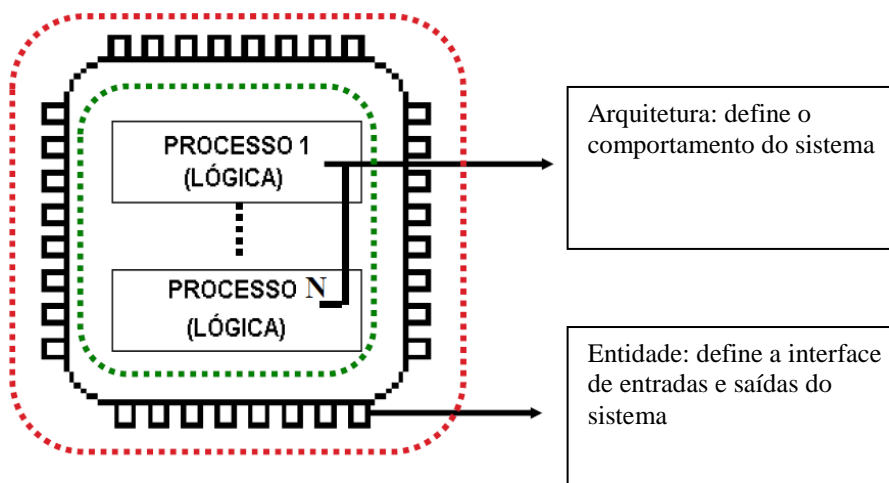 PROCESSO 1
(LÓGICA)
PROCESSO N
(LÓGICA)
Arquitetura: define o
comportamento do sistema
Entidade: define a interface
de entradas e saídas do
sistema